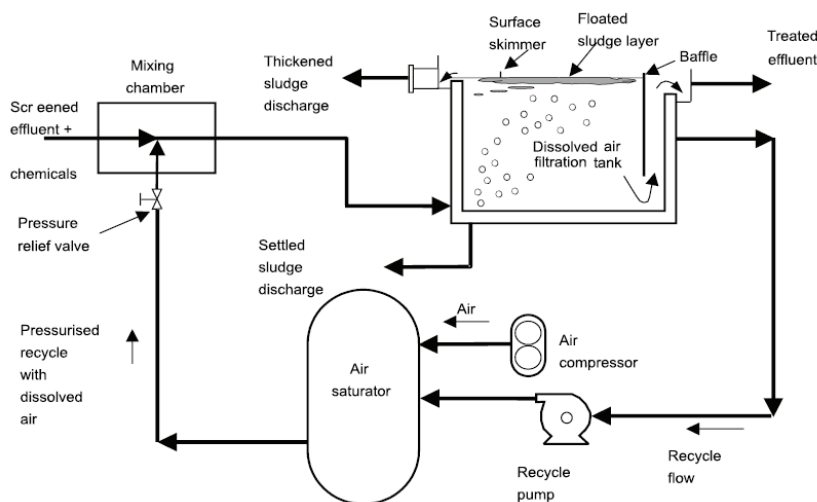 Surface
skimmer
Floated
sludge layer
Baffle
Treated
effluent
Thickened
sludge
discharge
Mixing
chamber
Scr eened
effluent +
chemicals
Pressure
relief valve
Dissolved air
filtration tank
Settled
sludge
discharge
Air
Air
compressor
Air
saturator
Pressurised
recycle
with
dissolved
air
Recycle
pump
Recycle
flow